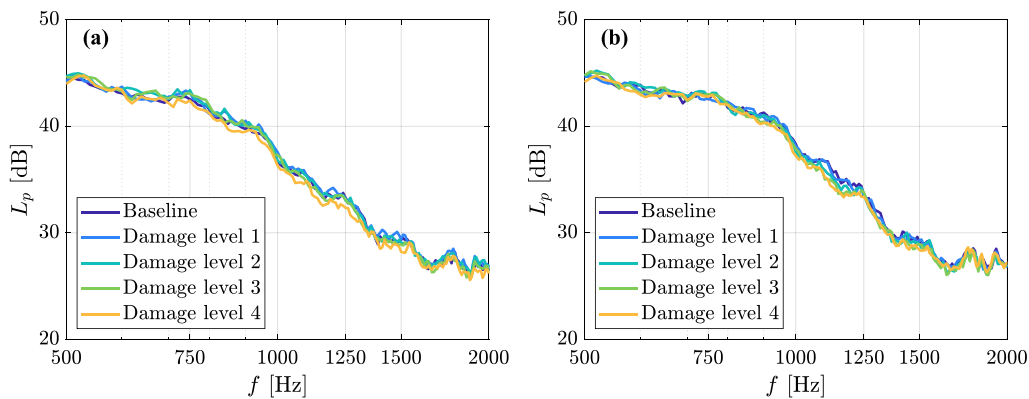 50
40
30
20
500
750
1000
1250
1500
2000
L_p [dB]
f [Hz]
(a)
Baseline
Damage level 1
Damage level 2
Damage level 3
Damage level 4
50
40
30
20
500
750
1000
1250
1500
2000
L_p [dB]
f [Hz]
(b)
Baseline
Damage level 1
Damage level 2
Damage level 3
Damage level 4